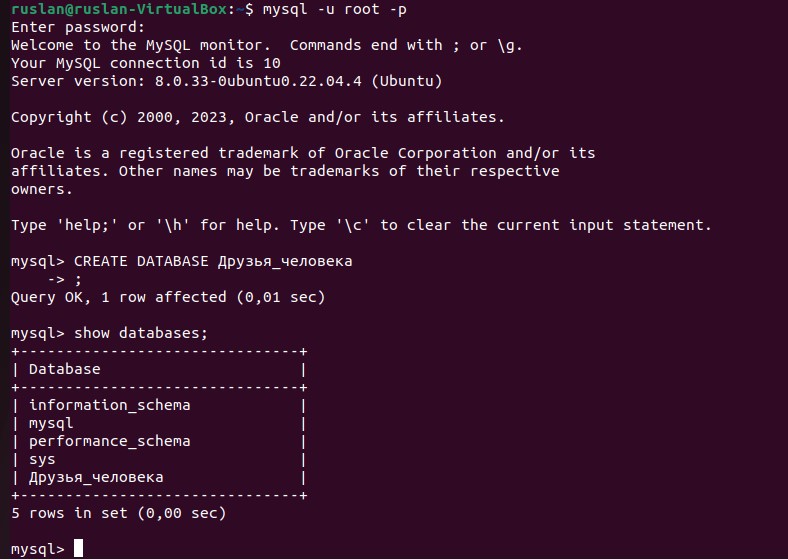 ruslan@ruslan-VirtualBox:~$ mysql -u root -p
Enter password:
Welcome to the MySQL monitor.  Commands end with ; or \g.
Your MySQL connection id is 10
Server version: 8.0.33-0ubuntu0.22.04.4 (Ubuntu)
Copyright (c) 2000, 2023, Oracle and/or its affiliates.
Oracle is a registered trademark of Oracle Corporation and/or its
affiliates. Other names may be trademarks of their respective
owners.
Type 'help;' or '\h' for help. Type '\c' to clear the current input statement.
mysql> CREATE DATABASE Друзья_человека
    -> ;
Query OK, 1 row affected (0,01 sec)
mysql> show databases;
+-------------------------------+
| Database                      |
+-------------------------------+
| information_schema            |
| mysql                         |
| performance_schema            |
| sys                           |
| Друзья_человека               |
+-------------------------------+
5 rows in set (0,00 sec)
mysql>